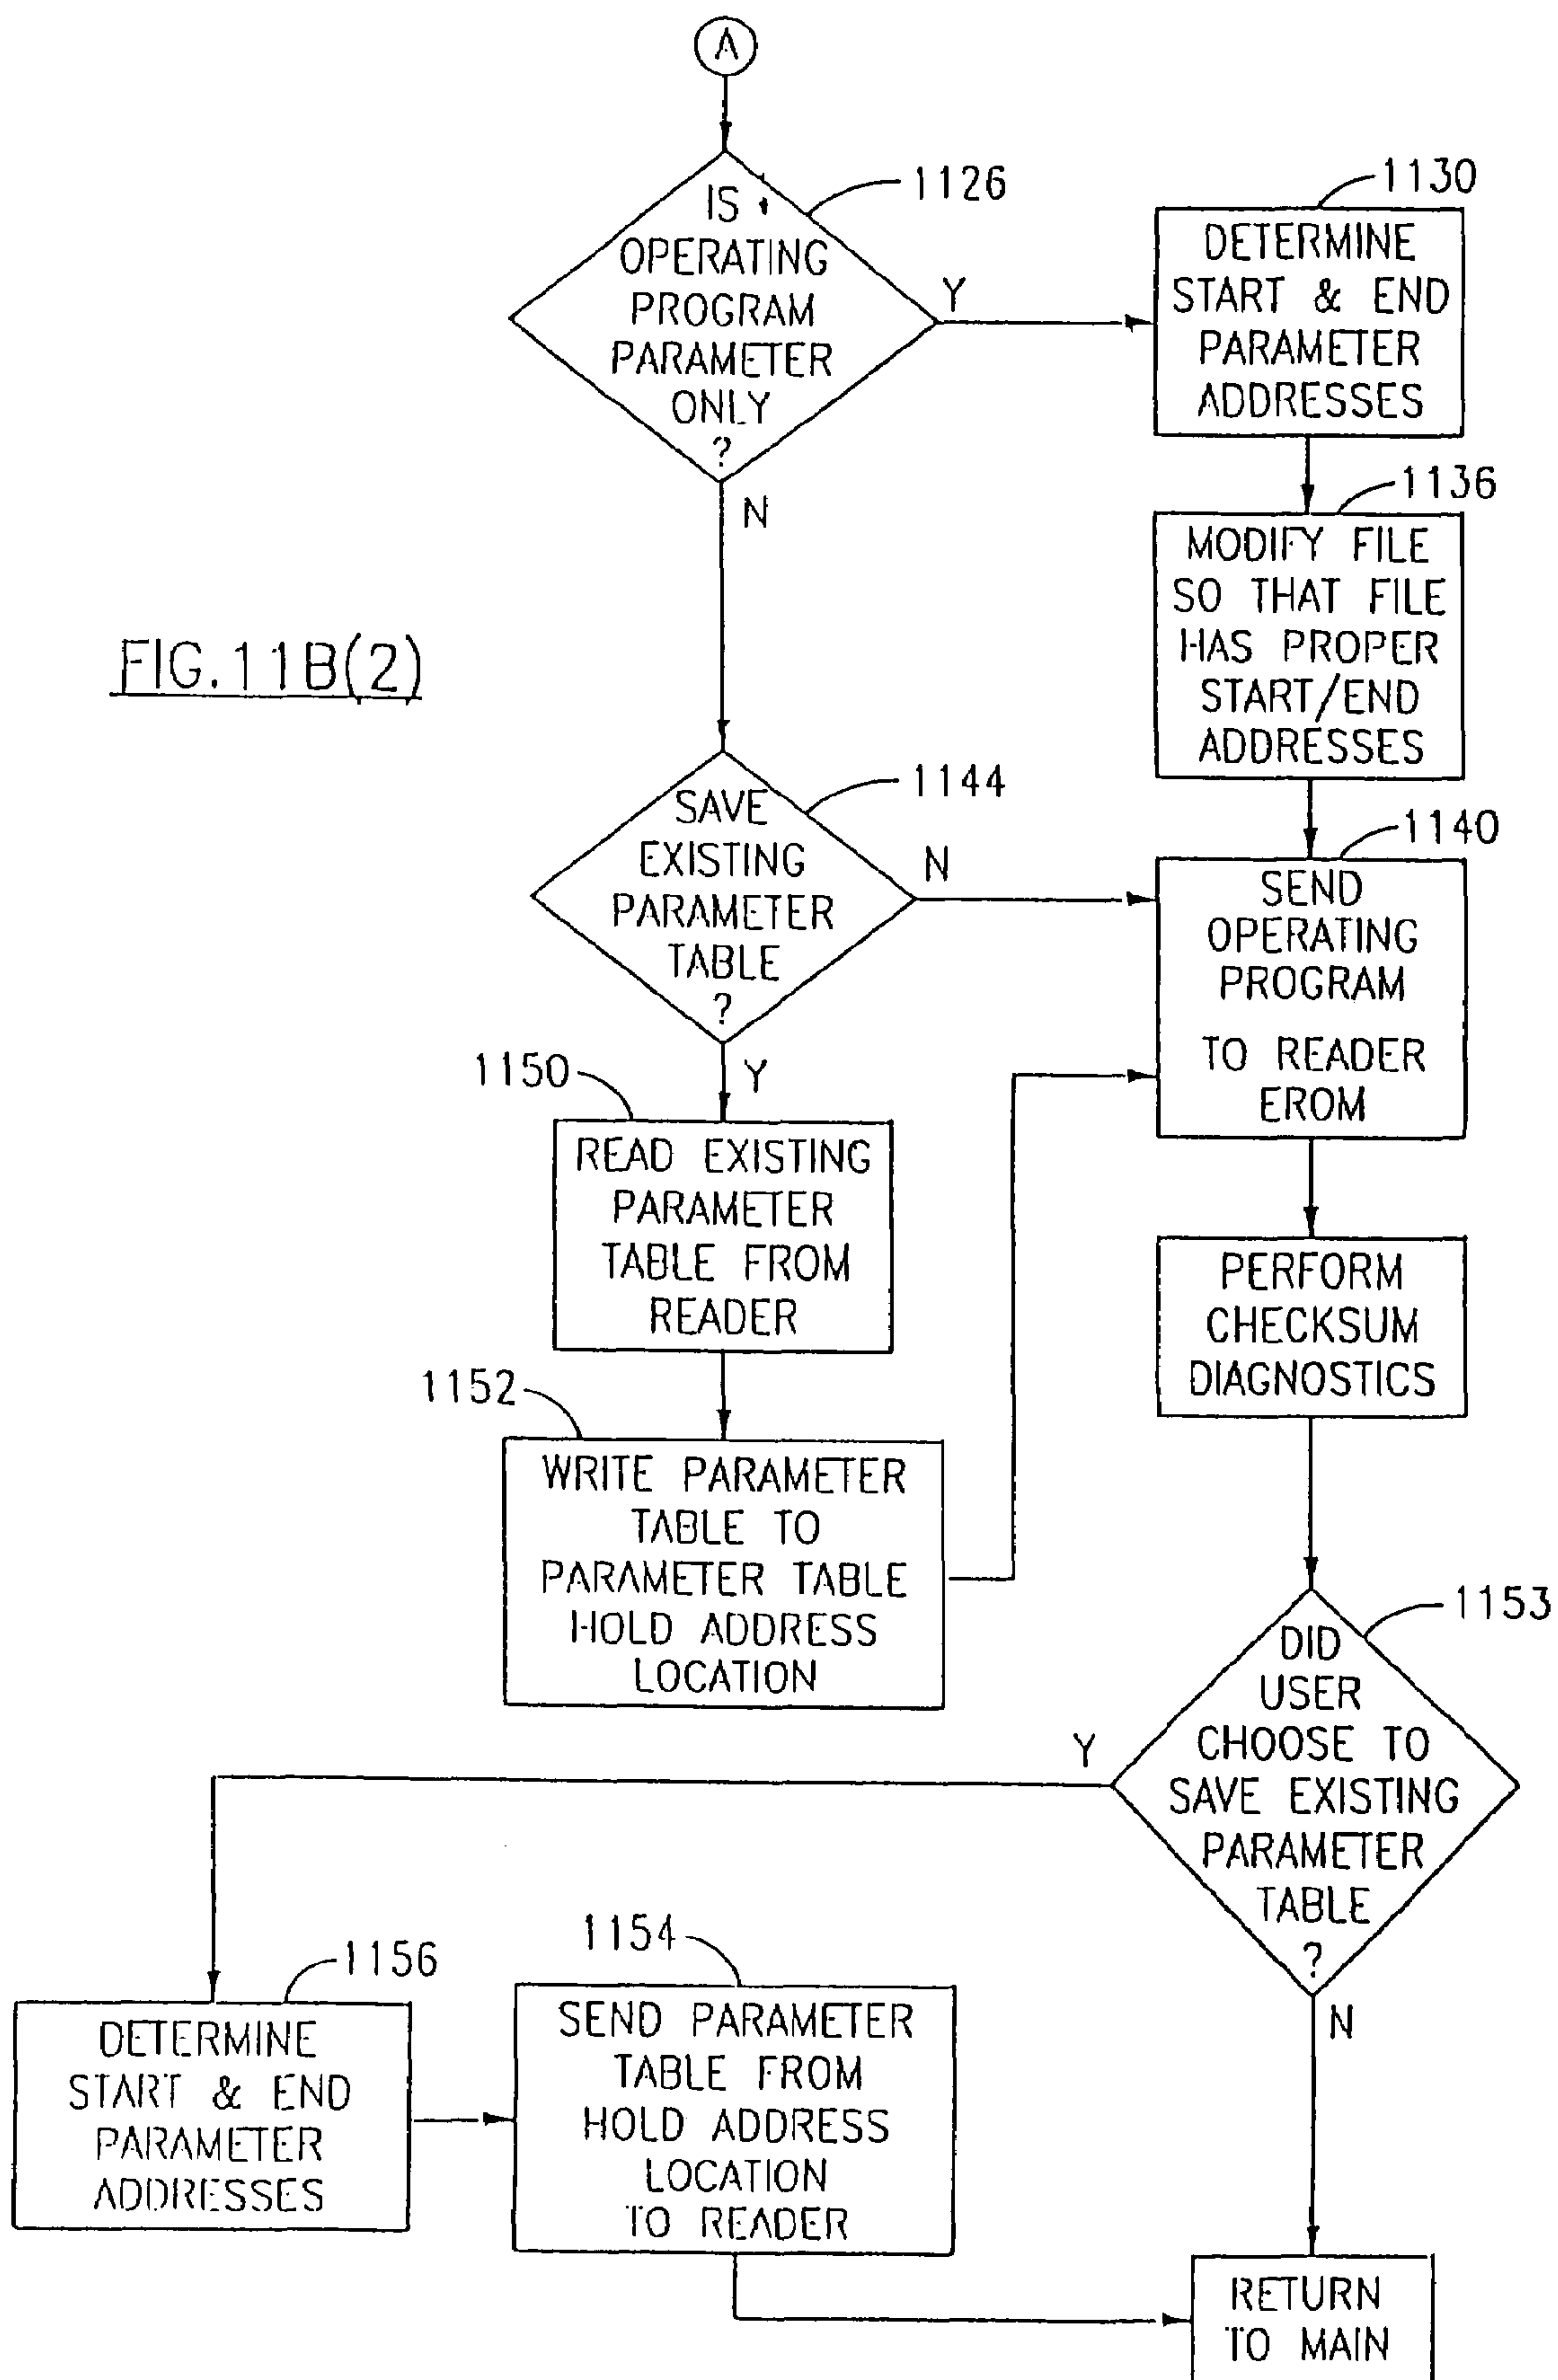 A
IS
OPERATING
PROGRAM
PARAMETER
ONLY
?
1126
Y
N
1130
DETERMINE
START & END
PARAMETER
ADDRESSES
1136
MODIFY FILE
SO THAT FILE
HAS PROPER
START/END
ADDRESSES
FIG.11B(2)
SAVE
EXISTING
PARAMETER
TABLE
?
1144
N
Y
1140
SEND
OPERATING
PROGRAM
TO READER
EROM
1150
READ EXISTING
PARAMETER
TABLE FROM
READER
PERFORM
CHECKSUM
DIAGNOSTICS
1152
WRITE PARAMETER
TABLE TO
PARAMETER TABLE
HOLD ADDRESS
LOCATION
1153
DID
USER
CHOOSE TO
SAVE EXISTING
PARAMETER
TABLE
?
Y
N
1156
DETERMINE
START & END
PARAMETER
ADDRESSES
1154
SEND PARAMETER
TABLE FROM
HOLD ADDRESS
LOCATION
TO READER
RETURN
TO MAIN